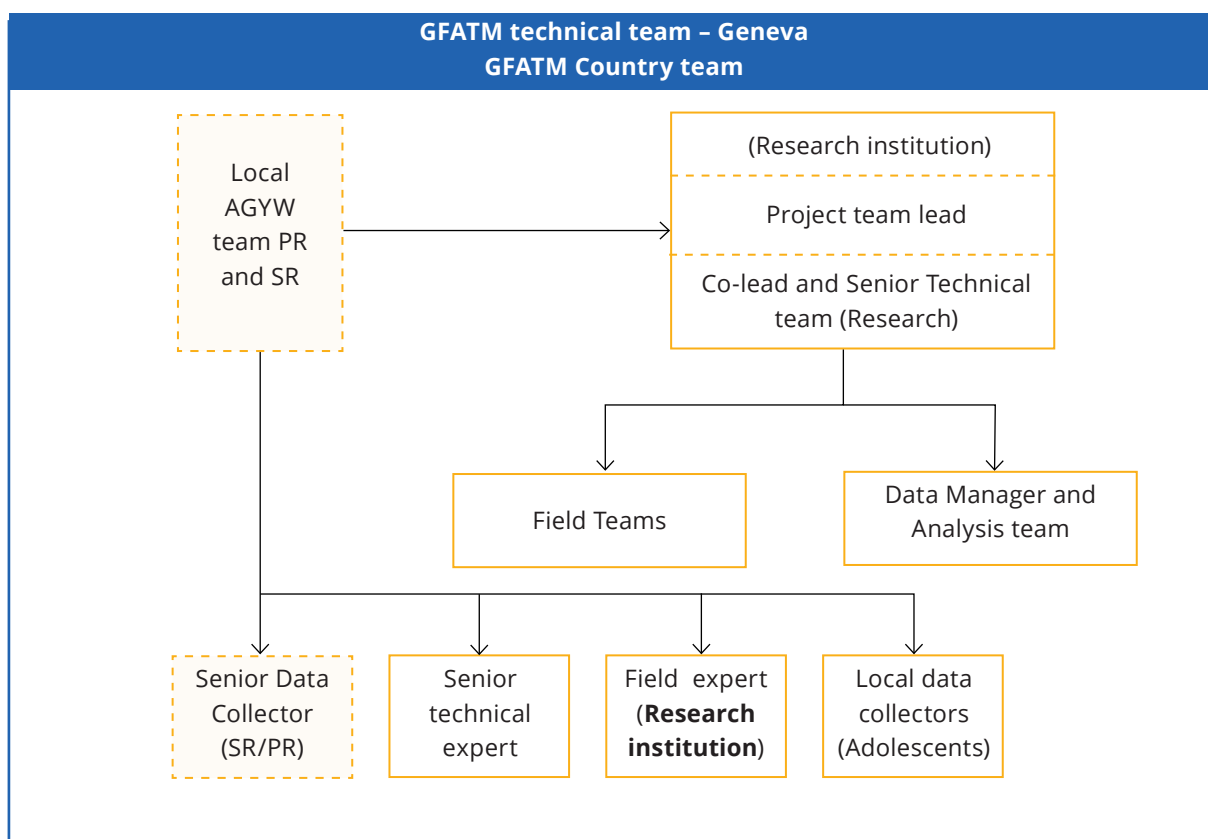 GFATM technical team – Geneva
GFATM Country team
Local
AGYW
team PR
and SR
(Research institution)
Project team lead
Co-lead and Senior Technical
team (Research)
Field Teams
Data Manager and
Analysis team
Senior Data
Collector
(SR/PR)
Senior
technical
expert
Field expert
(Research
institution)
Local data
collectors
(Adolescents)